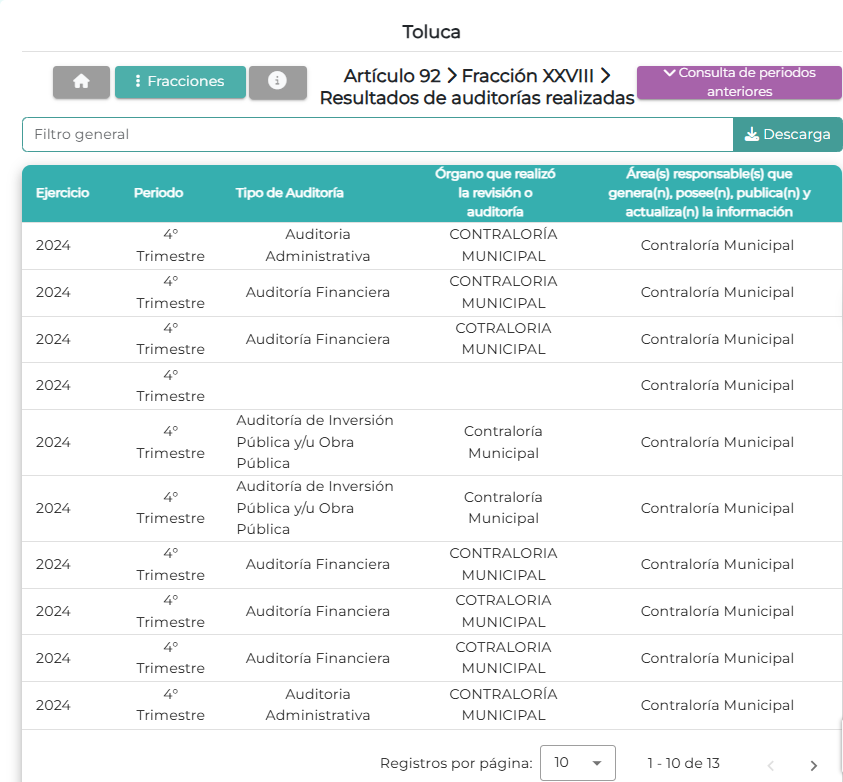 Toluca
Fracciones
Artículo 92 > Fracción XXVIII >
Resultados de auditorías realizadas
Consulta de periodos
anteriores
Filtro general
Descarga
Ejercicio
Periodo
Tipo de Auditoría
Órgano que realizó
la revisión o
auditoría
Área(s) responsable(s) que
genera(n), posee(n), publica(n) y
actualiza(n) la información
2024
4°
Trimestre
Auditoria
Administrativa
CONTRALORÍA
MUNICIPAL
Contraloría Municipal
2024
4°
Trimestre
Auditoría Financiera
CONTRALORIA
MUNICIPAL
Contraloría Municipal
2024
4°
Trimestre
Auditoría Financiera
COTRALORIA
MUNICIPAL
Contraloría Municipal
2024
4°
Trimestre
Contraloría Municipal
2024
4°
Trimestre
Auditoría de Inversión
Pública y/u Obra
Pública
Contraloría
Municipal
Contraloría Municipal
2024
4°
Trimestre
Auditoría de Inversión
Pública y/u Obra
Pública
Contraloría
Municipal
Contraloría Municipal
2024
4°
Trimestre
Auditoría Financiera
CONTRALORIA
MUNICIPAL
Contraloría Municipal
2024
4°
Trimestre
Auditoría Financiera
COTRALORIA
MUNICIPAL
Contraloría Municipal
2024
4°
Trimestre
Auditoría Financiera
COTRALORIA
MUNICIPAL
Contraloría Municipal
2024
4°
Trimestre
Auditoria
Administrativa
CONTRALORÍA
MUNICIPAL
Contraloría Municipal
Registros por página: 10 1 - 10 de 13